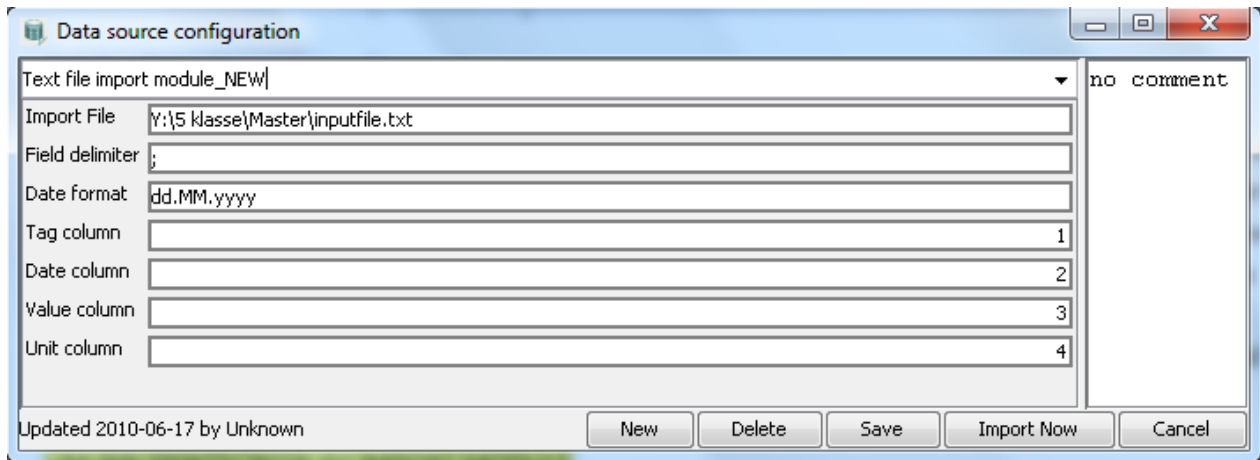 Data source configuration
Text file import module_NEW
no comment
Import File Y:\5 klasse\Master\inputfile.txt
Field delimiter ;
Date format dd.MM.yyyy
Tag column 1
Date column 2
Value column 3
Unit column 4
Updated 2010-06-17 by Unknown New Delete Save Import Now Cancel